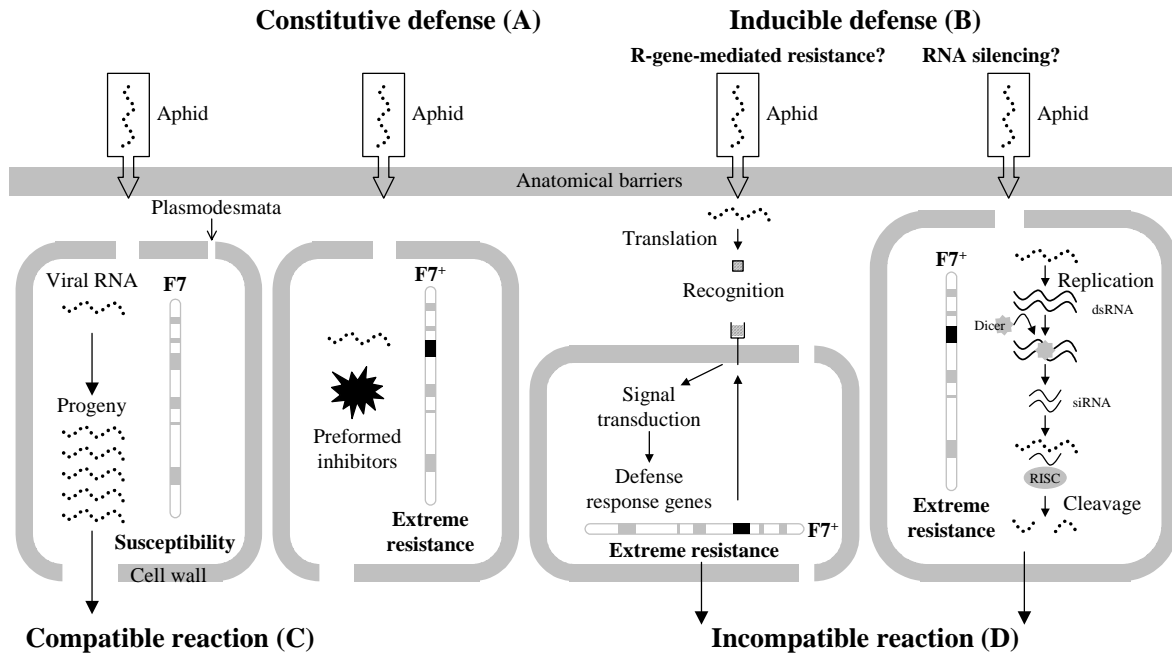 Constitutive defense (A)
Inducible defense (B)
R-gene-mediated resistance?
RNA silencing?
Aphid
Aphid
Aphid
Aphid
Anatomical barriers
Plasmodesmata
Viral RNA
F7
Progeny
Susceptibility
Cell wall
F7+
Preformed
inhibitors
Extreme
resistance
Translation
Recognition
Signal
transduction
Defense
response genes
F7+
Extreme resistance
F7+
Replication
dsRNA
Dicer
siRNA
RISC
Cleavage
Extreme
resistance
Compatible reaction (C)
Incompatible reaction (D)